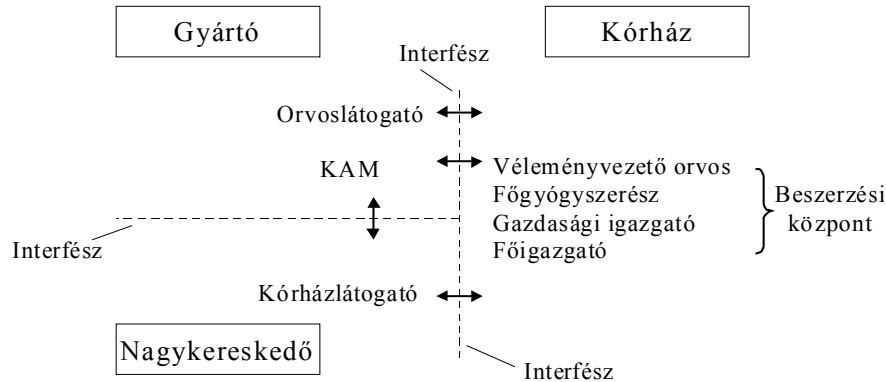 Gyártó
Kórház
Interfész
Orvoslátogató
KAM
Véleményvezető orvos
Főgyógyszerész
Gazdasági igazgató
Főigazgató
Beszerzési
központ
Interfész
Kórházlátogató
Nagykereskedő
Interfész